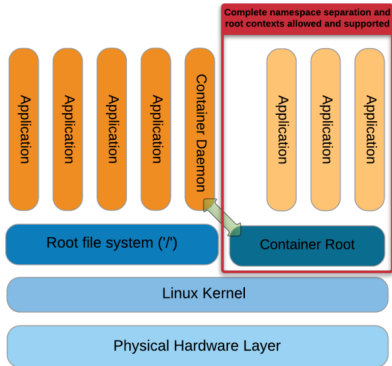 Complete namespace separation and
root contexts allowed and supported
Application
Application
Application
Application
Container Daemon
Application
Application
Application
Root file system ('/')
Container Root
Linux Kernel
Physical Hardware Layer